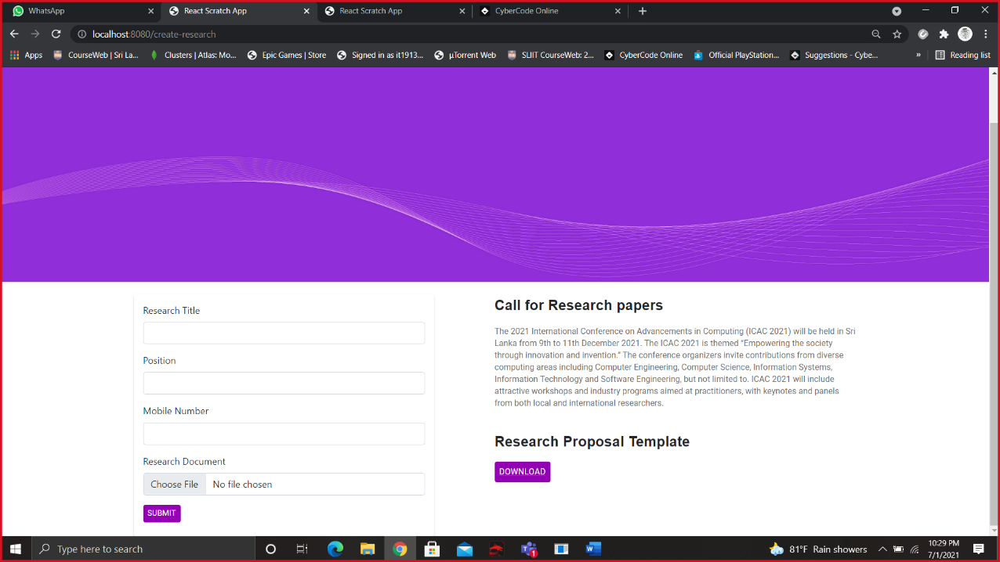 WhatsApp
React Scratch App
React Scratch App
CyberCode Online
localhost:8080/create-research
Apps
CourseWeb | Sri La...
Clusters | Atlas: Mo...
Epic Games | Store
Signed in as it1913...
µTorrent Web
SLIIT CourseWeb: 2...
CyberCode Online
Official PlayStation...
Suggestions - Cybe...
»
Reading list
Research Title
Position
Mobile Number
Research Document
Choose File No file chosen
SUBMIT
Call for Research papers
The 2021 International Conference on Advancements in Computing (ICAC 2021) will be held in Sri
Lanka from 9th to 11th December 2021. The ICAC 2021 is themed “Empowering the society
through innovation and invention.” The conference organizers invite contributions from diverse
computing areas including Computer Engineering, Computer Science, Information Systems,
Information Technology and Software Engineering, but not limited to. ICAC 2021 will include
attractive workshops and industry programs aimed at practitioners, with keynotes and panels
from both local and international researchers.
Research Proposal Template
DOWNLOAD
Type here to search
1
W
81°F Rain showers
10:29 PM
7/1/2021